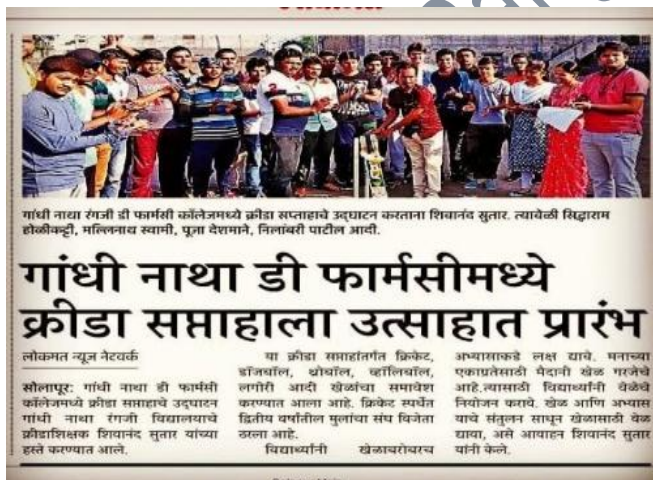 गांधी नाथा रंगजी डी फार्मसी कॉलेजमध्ये क्रीडा सप्ताहाचे उद्‌घाटन करताना शिवानंद सुतार. त्यावेळी सिद्धाराम
होळीकट्टी, मल्लिनाथ स्वामी, पूजा देशमाने, निलांबरी पाटील आदी.
गांधी नाथा डी फार्मसीमध्ये
क्रीडा सप्ताहाला उत्साहात प्रारंभ
लोकमत न्यूज नेटवर्क
सोलापूर: गांधी नाथा डी फार्मसी
कॉलेजमध्ये क्रीडा सप्ताहाचे उद्‌घाटन
गांधी नाथा रंगजी विद्यालयाचे
क्रीडाशिक्षक शिवानंद सुतार यांच्या
हस्ते करण्यात आले.
या क्रीडा सप्ताहांतर्गत क्रिकेट,
डॉजबॉल, थ्रोबॉल, व्हॉलिबॉल,
लगोरी आदी खेळांचा समावेश
करण्यात आला आहे. क्रिकेट स्पर्धेत
द्वितीय वर्षातील मुलांचा संघ विजेता
ठरला आहे.
विद्यार्थ्यांनी खेळाबरोबरच
अभ्यासाकडे लक्ष द्यावे. मनाच्या
एकाग्रतेसाठी मैदानी खेळ गरजेचे
आहे.त्यासाठी विद्यार्थ्यांनी वेळेचे
नियोजन करावे. खेळ आणि अभ्यास
याचे संतुलन साधून खेळासाठी वेळ
द्यावा, असे आवाहन शिवानंद सुतार
यांनी केले.